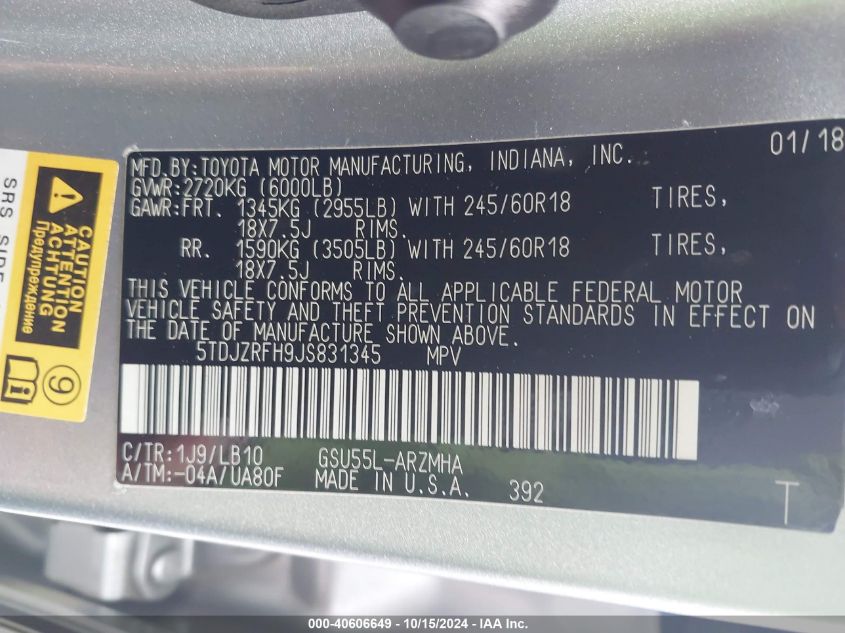 01/18
MFD.BY:TOYOTA MOTOR MANUFACTURING, INDIANA, INC.
GVWR:2720KG (6000LB)
GAWR:FRT. 1345KG (2955LB) WITH 245/60R18 TIRES,
18X7.5J RIMS.
RR. 1590KG (3505LB) WITH 245/60R18 TIRES,
18X7.5J RIMS.
THIS VEHICLE CONFORMS TO ALL APPLICABLE FEDERAL MOTOR
VEHICLE SAFETY AND THEFT PREVENTION STANDARDS IN EFFECT ON
THE DATE OF MANUFACTURE SHOWN ABOVE.
5TDJZRFH9JS831345 MPV
C/TR:1J9/LB10 GSU55L-ARZMHA
A/TM:-04A/UA80F MADE IN U.S.A. 392
T
CAUTION
ATTENTION
ACHTUNG
Предупреждение
9
SRS SIDE
000-40606649 - 10/15/2024 - IAA Inc.